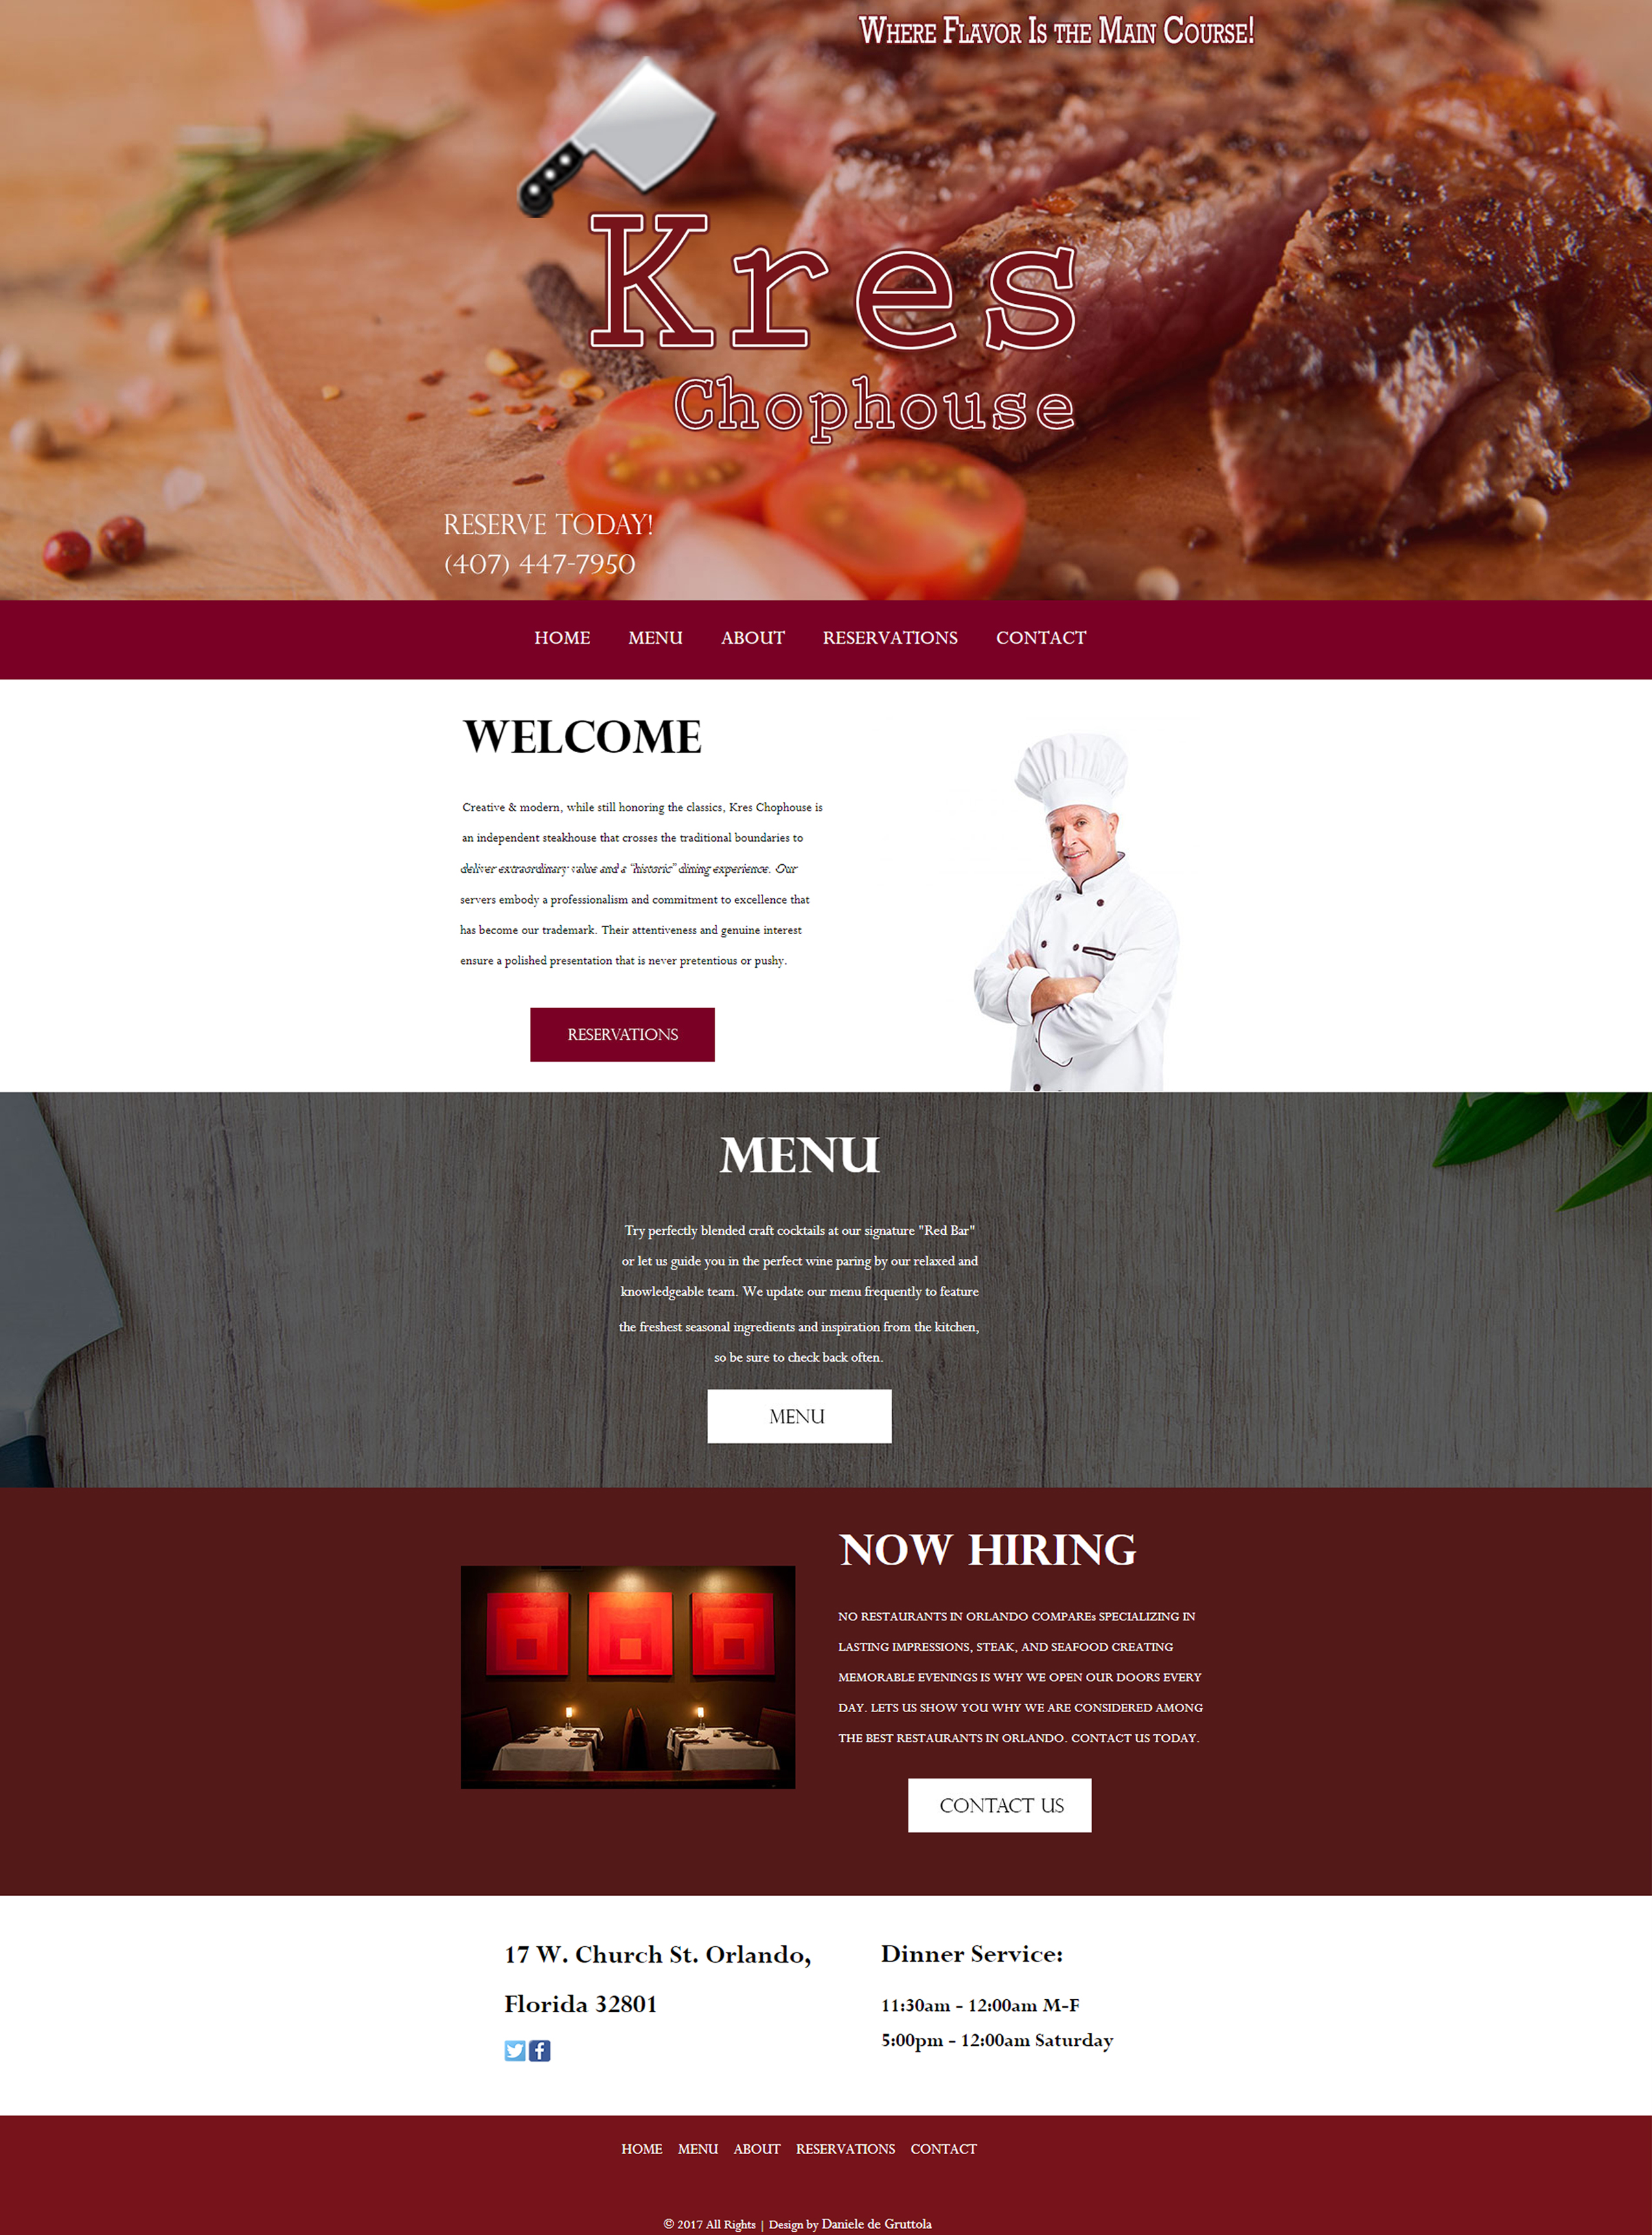 Where Flavor Is the Main Course!
Kres
Chophouse
RESERVE TODAY!
(407) 447-7950
HOME MENU ABOUT RESERVATIONS CONTACT
WELCOME
Creative & modern, while still honoring the classics, Kres Chophouse is
an independent steakhouse that crosses the traditional boundaries to
deliver extraordinary value and a “historic” dining experience. Our
servers embody a professionalism and commitment to excellence that
has become our trademark. Their attentiveness and genuine interest
ensure a polished presentation that is never pretentious or pushy.
RESERVATIONS
MENU
Try perfectly blended craft cocktails at our signature "Red Bar"
or let us guide you in the perfect wine paring by our relaxed and
knowledgeable team. We update our menu frequently to feature
the freshest seasonal ingredients and inspiration from the kitchen,
so be sure to check back often.
MENU
NOW HIRING
NO RESTAURANTS IN ORLANDO COMPAREs SPECIALIZING IN
LASTING IMPRESSIONS, STEAK, AND SEAFOOD CREATING
MEMORABLE EVENINGS IS WHY WE OPEN OUR DOORS EVERY
DAY. LETS US SHOW YOU WHY WE ARE CONSIDERED AMONG
THE BEST RESTAURANTS IN ORLANDO. CONTACT US TODAY.
CONTACT US
17 W. Church St. Orlando,
Florida 32801
Dinner Service:
11:30am - 12:00am M-F
5:00pm - 12:00am Saturday
HOME MENU ABOUT RESERVATIONS CONTACT
© 2017 All Rights | Design by Daniele de Gruttola